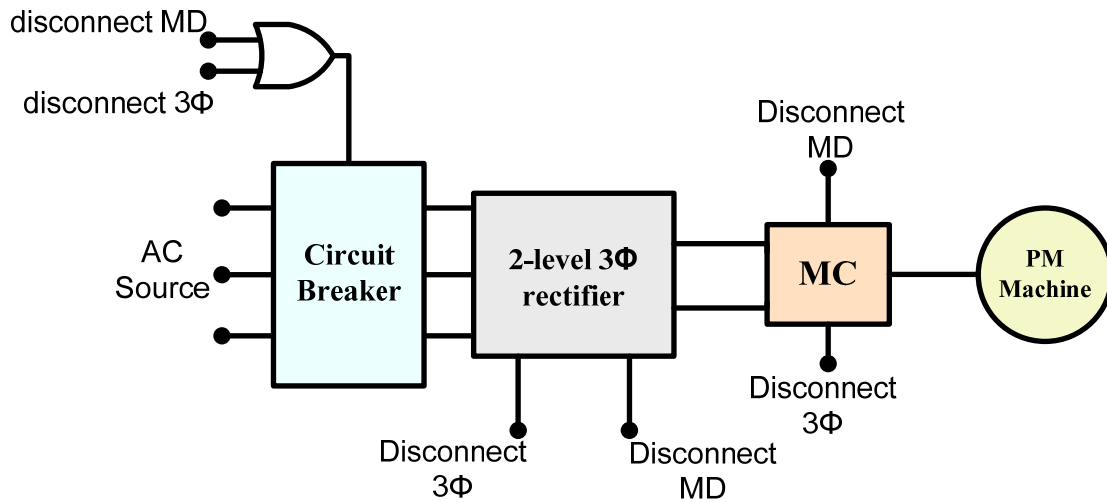 disconnect MD
disconnect 3Φ
AC
Source
Circuit
Breaker
2-level 3Φ
rectifier
Disconnect
3Φ
Disconnect
MD
Disconnect
MD
MC
Disconnect
3Φ
PM
Machine